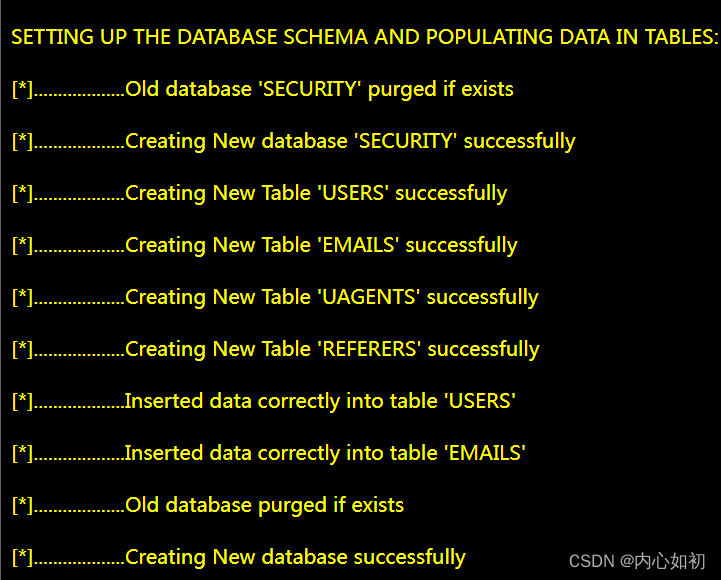 SETTING UP THE DATABASE SCHEMA AND POPULATING DATA IN TABLES:
[*]...................Old database 'SECURITY' purged if exists
[*]...................Creating New database 'SECURITY' successfully
[*]...................Creating New Table 'USERS' successfully
[*]...................Creating New Table 'EMAILS' successfully
[*]...................Creating New Table 'UAGENTS' successfully
[*]...................Creating New Table 'REFERERS' successfully
[*]...................Inserted data correctly into table 'USERS'
[*]...................Inserted data correctly into table 'EMAILS'
[*]...................Old database purged if exists
[*]...................Creating New database successfully
CSDN @内心如初